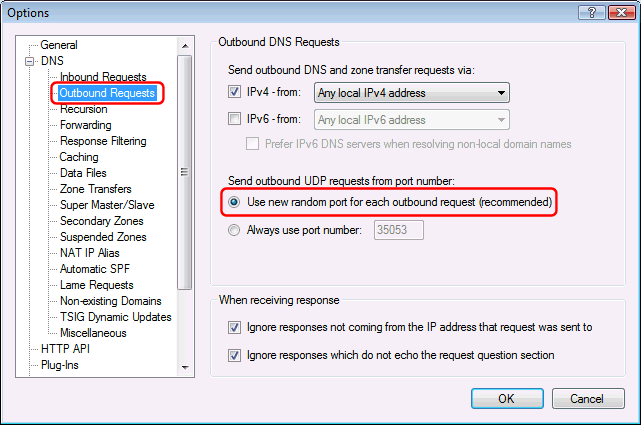 Options
General
DNS
Inbound Requests
Outbound Requests
Recursion
Forwarding
Response Filtering
Caching
Data Files
Zone Transfers
Super Master/Slave
Secondary Zones
Suspended Zones
NAT IP Alias
Automatic SPF
Lame Requests
Non-existing Domains
TSIG Dynamic Updates
Miscellaneous
HTTP API
Plug-Ins
Outbound DNS Requests
Send outbound DNS and zone transfer requests via:
IPv4 - from: Any local IPv4 address
IPv6 - from: Any local IPv6 address
Prefer IPv6 DNS servers when resolving non-local domain names
Send outbound UDP requests from port number:
Use new random port for each outbound request (recommended)
Always use port number: 35053
When receiving response
Ignore responses not coming from the IP address that request was sent to
Ignore responses which do not echo the request question section
OK Cancel